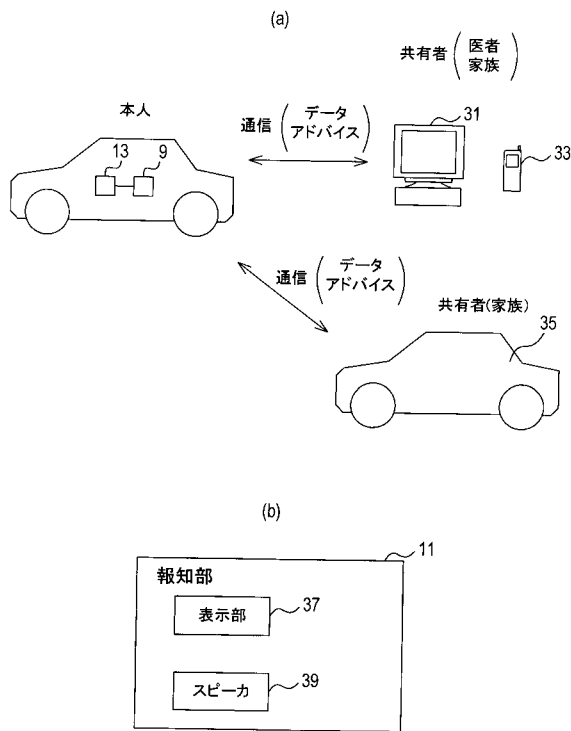 (a)
共有者(医者
家族)
本人
31
通信(データ
アドバイス)
13
9
33
通信(データ
アドバイス)
共有者(家族)
35
(b)
11
報知部
表示部
37
スピーカ
39